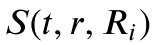 S(t, r, R_i)